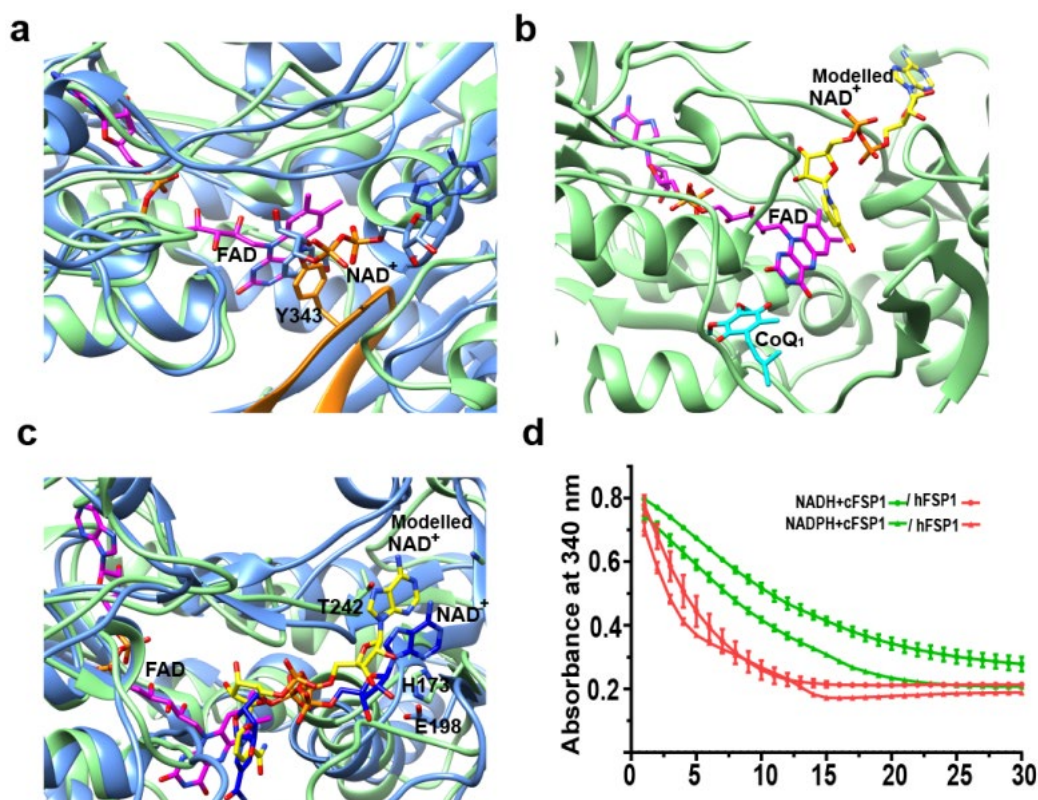 a
FAD
NAD+
Y343
b
Modelled
NAD+
FAD
CoQ1
c
Modelled
NAD+
T242
NAD+
FAD
H173
E198
d
NADH+cFSP1 / hFSP1
NADPH+cFSP1 / hFSP1
Absorbance at 340 nm
0.8
0.6
0.4
0.2
0 5 10 15 20 25 30